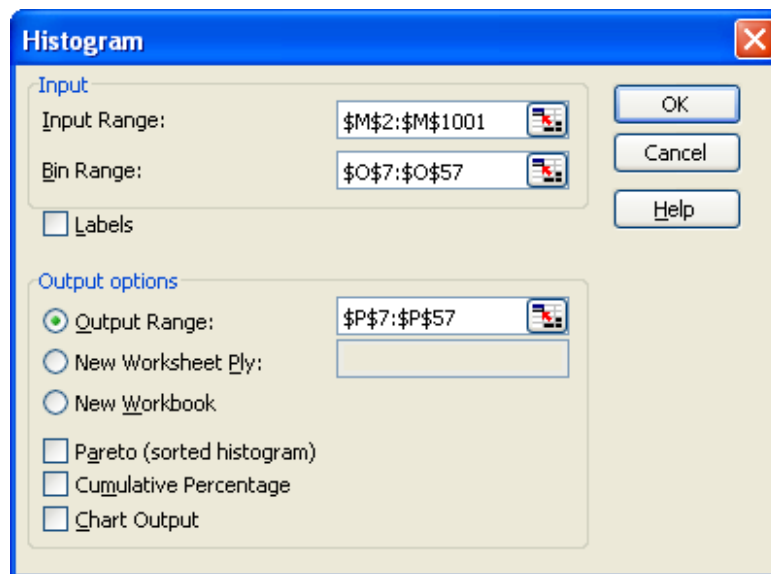 Histogram
Input
Input Range: $M$2:$M$1001
Bin Range: $O$7:$O$57
Labels
OK
Cancel
Help
Output options
Output Range: $P$7:$P$57
New Worksheet Ply:
New Workbook
Pareto (sorted histogram)
Cumulative Percentage
Chart Output